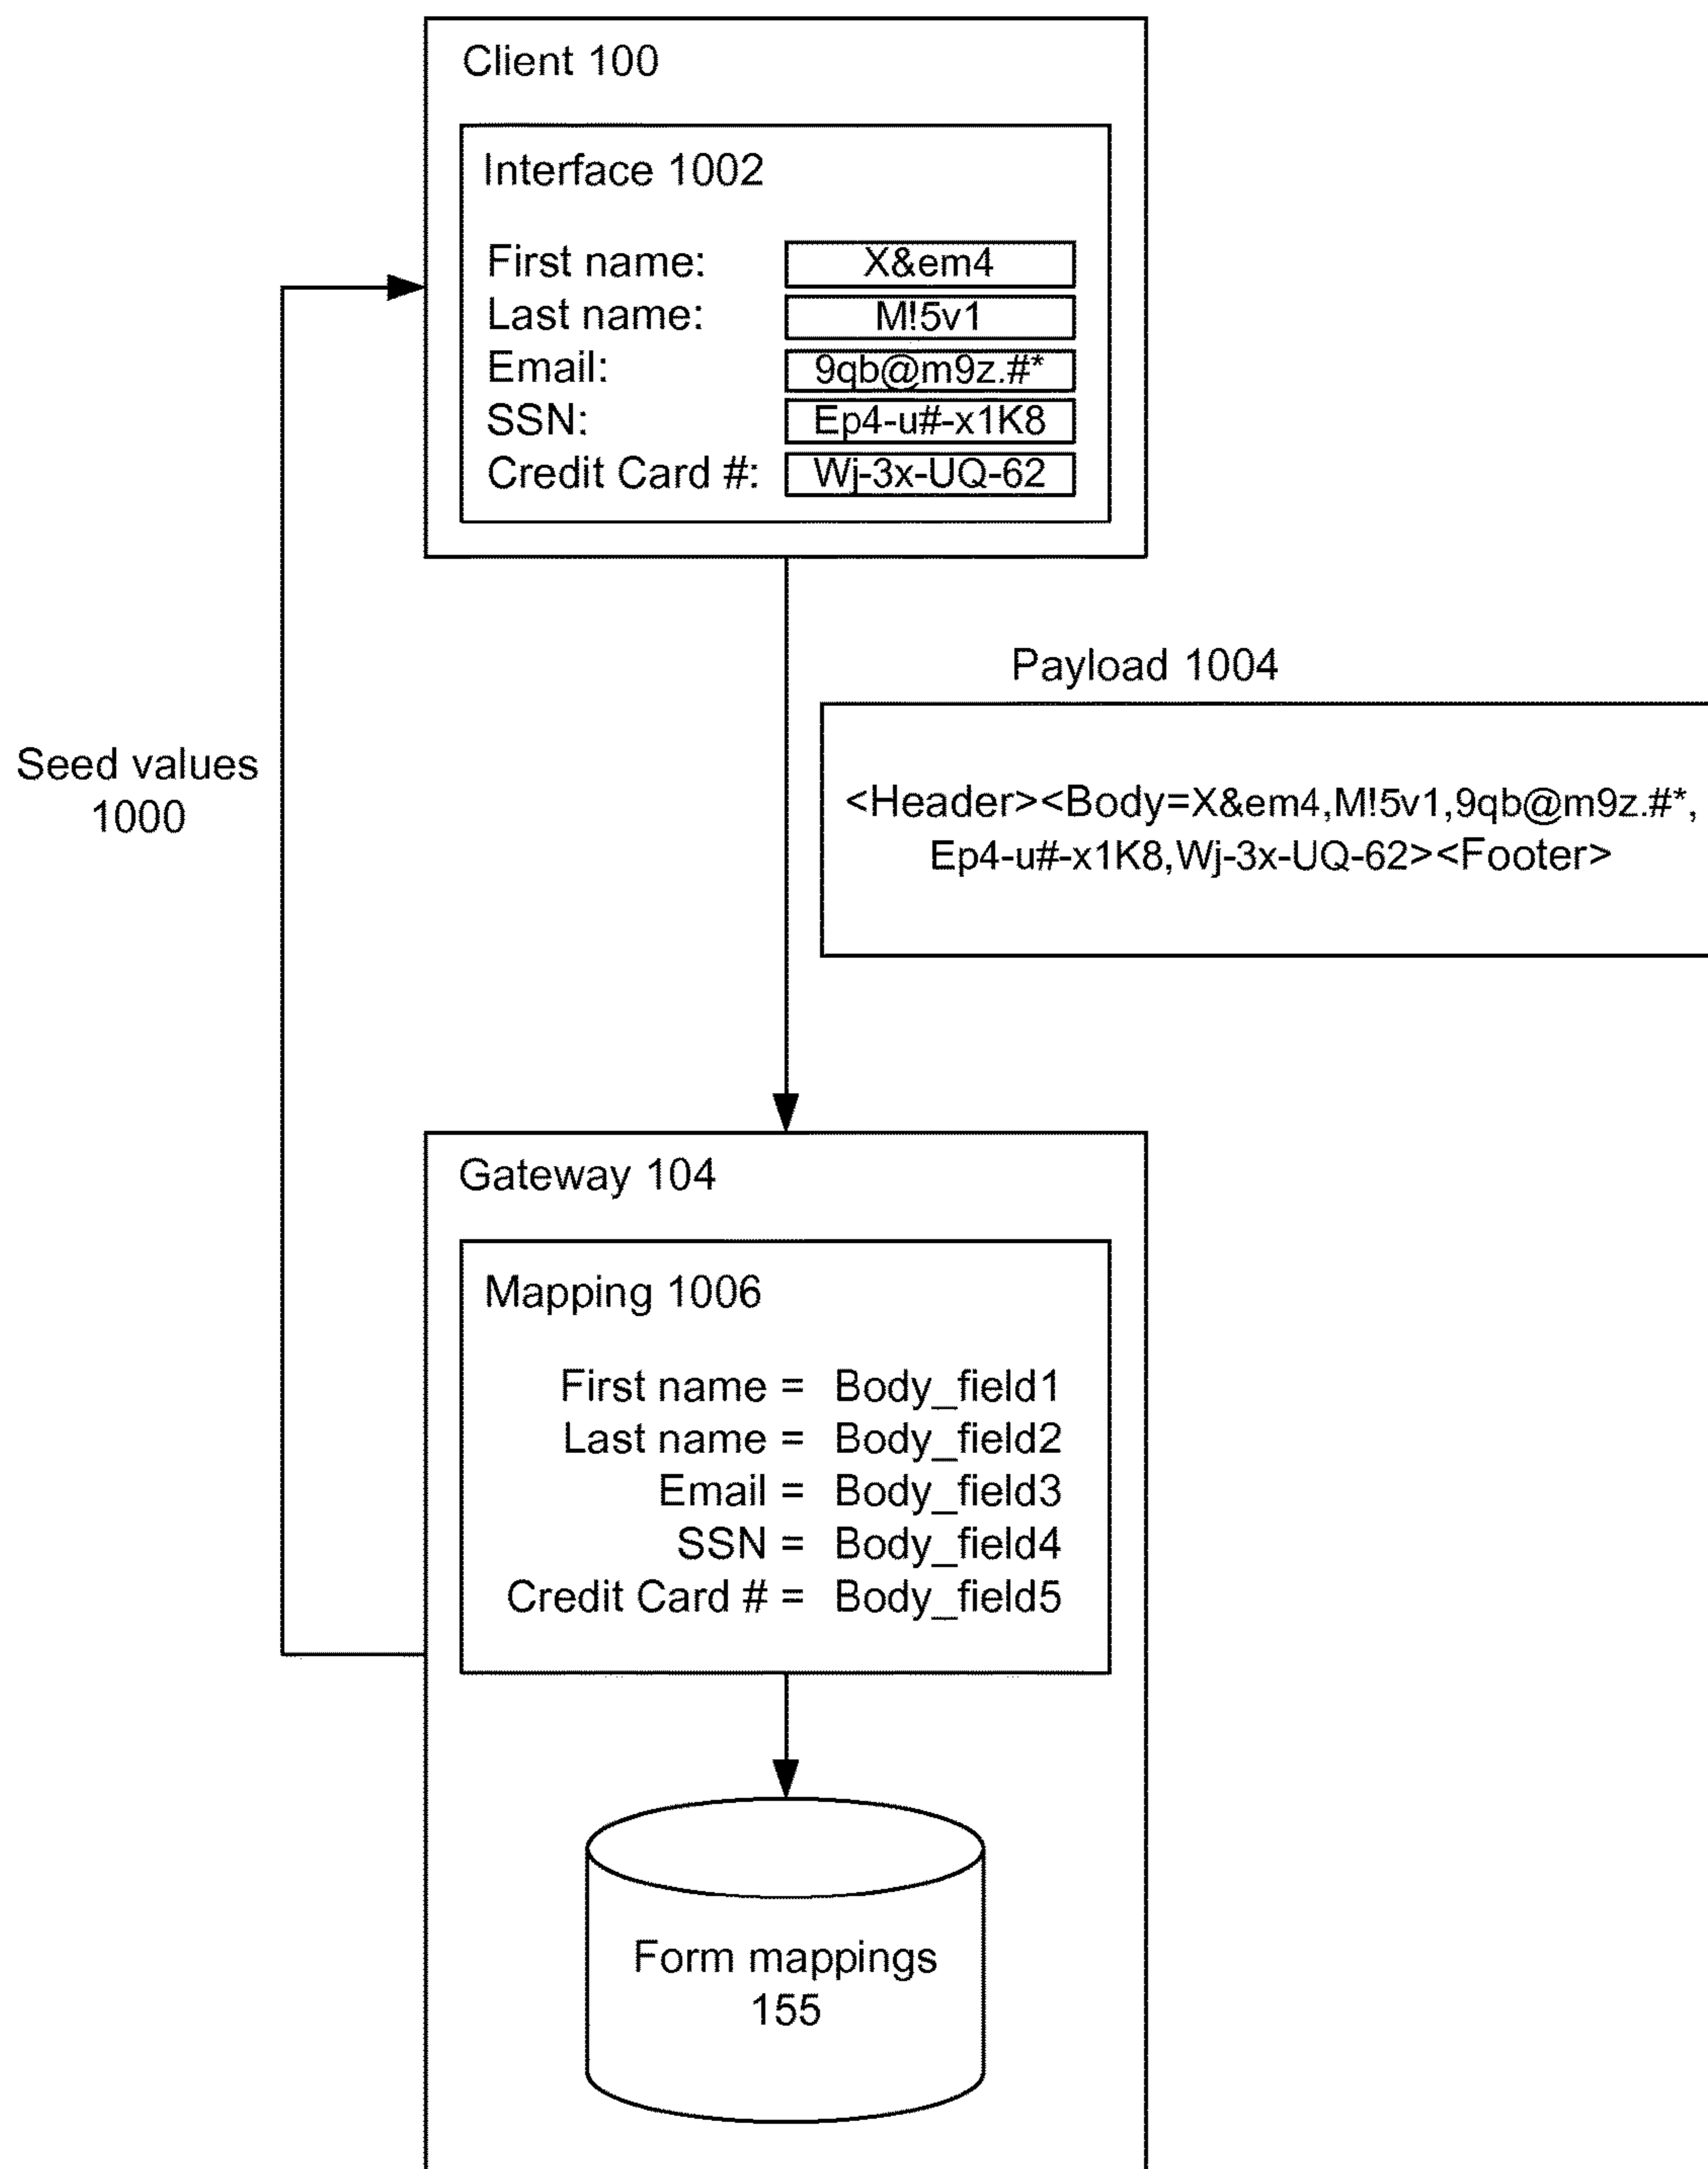 Client 100
Interface 1002
First name: X&em4
Last name: M!5v1
Email: 9qb@m9z.#*
SSN: Ep4-u#-x1K8
Credit Card #: Wj-3x-UQ-62
Payload 1004
<Header><Body=X&em4,M!5v1,9qb@m9z.#*,
Ep4-u#-x1K8,Wj-3x-UQ-62><Footer>
Seed values
1000
Gateway 104
Mapping 1006
First name = Body_field1
Last name = Body_field2
Email = Body_field3
SSN = Body_field4
Credit Card # = Body_field5
Form mappings
155